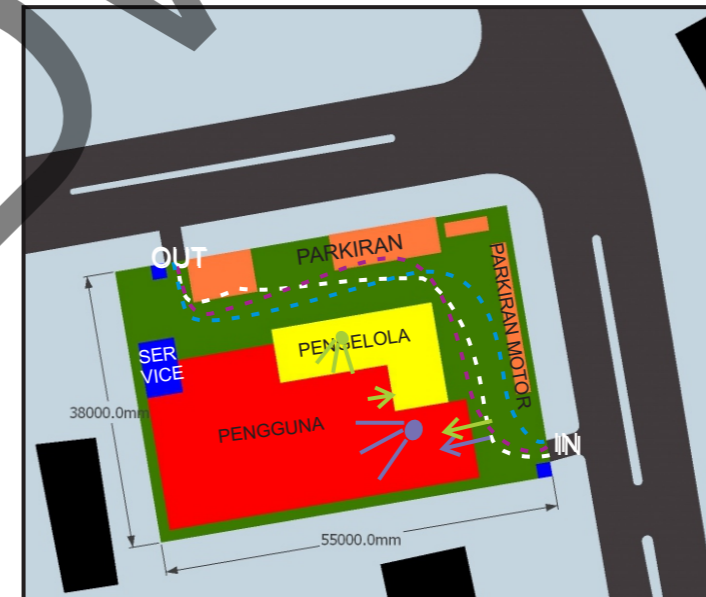 OUT
PARKIRAN
PARKIRAN MOTOR
PENGELOLA
SER
VICE
38000.0mm
PENGGUNA
IN
55000.0mm